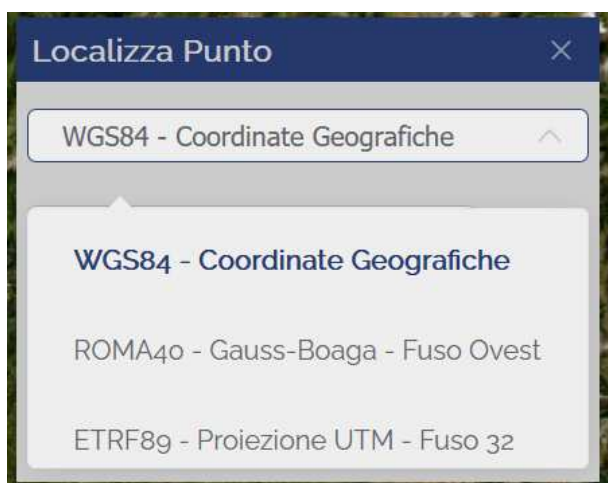 Localizza Punto
WGS84 - Coordinate Geografiche
WGS84 - Coordinate Geografiche
ROMA40 - Gauss-Boaga - Fuso Ovest
ETRF89 - Proiezione UTM - Fuso 32